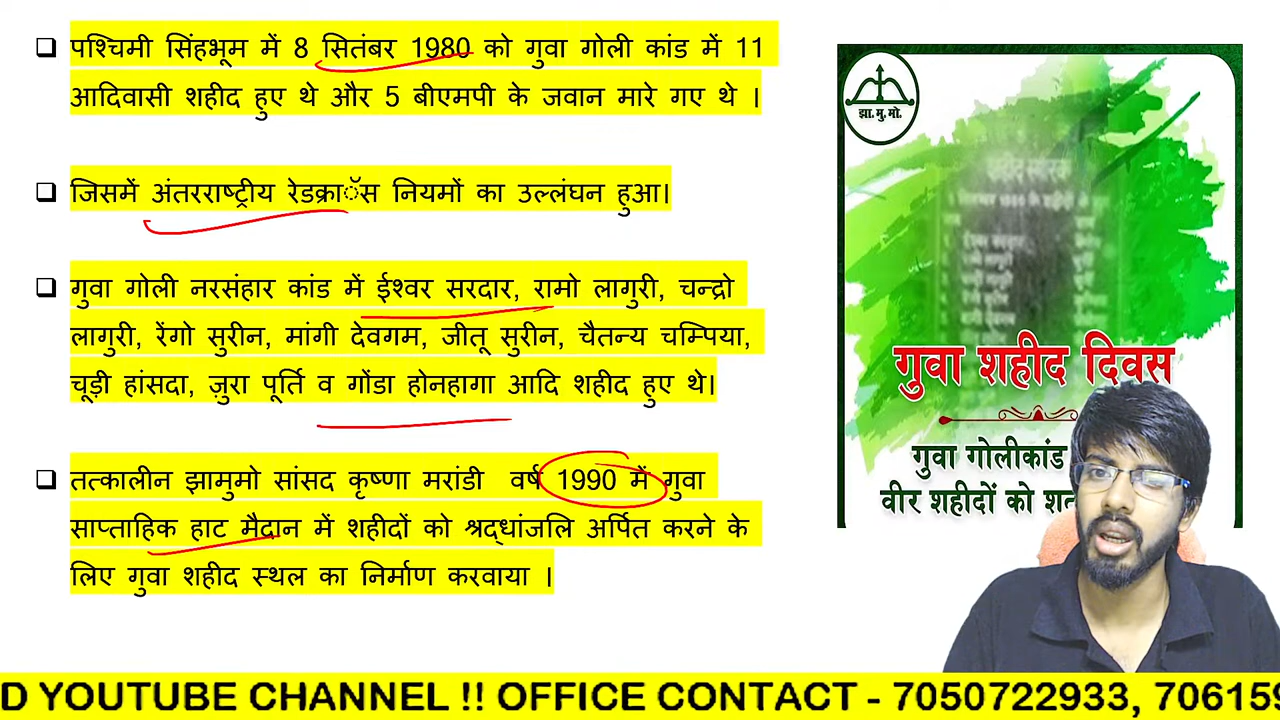 पश्चिमी सिंहभूम में 8 सितंबर 1980 को गुवा गोली कांड में 11
आदिवासी शहीद हुए थे और 5 बीएमपी के जवान मारे गए थे ।
जिसमें अंतरराष्ट्रीय रेडक्राॅस नियमों का उल्लंघन हुआ।
गुवा गोली नरसंहार कांड में ईश्वर सरदार, रामो लागुरी, चन्द्रो
लागुरी, रेंगो सुरीन, मांगी देवगम, जीतू सुरीन, चैतन्य चम्पिया,
चूड़ी हांसदा, ज़ुरा पूर्ति व गोंडा होनहागा आदि शहीद हुए थे।
तत्कालीन झामुमो सांसद कृष्णा मरांडी वर्ष 1990 में गुवा
साप्ताहिक हाट मैदान में शहीदों को श्रद्धांजलि अर्पित करने के
लिए गुवा शहीद स्थल का निर्माण करवाया ।
झा.मु.मो.
गुवा शहीद दिवस
गुवा गोलीकांड
वीर शहीदों को
D YOUTUBE CHANNEL !! OFFICE CONTACT - 7050722933, 70615